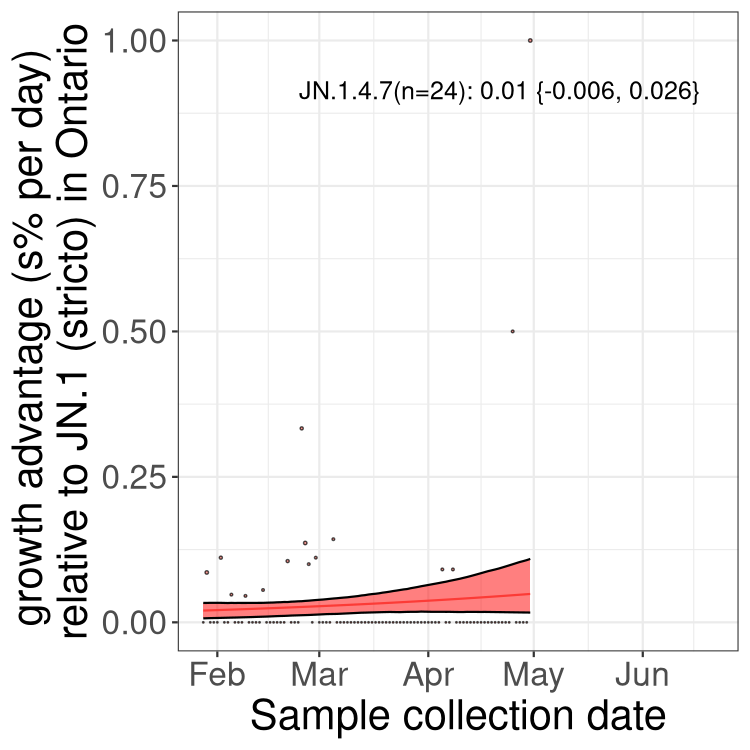 growth advantage (s% per day)
relative to JN.1 (stricto) in Ontario
1.00
0.75
0.50
0.25
0.00
JN.1.4.7(n=24): 0.01 {-0.006, 0.026}
Feb Mar Apr May Jun
Sample collection date